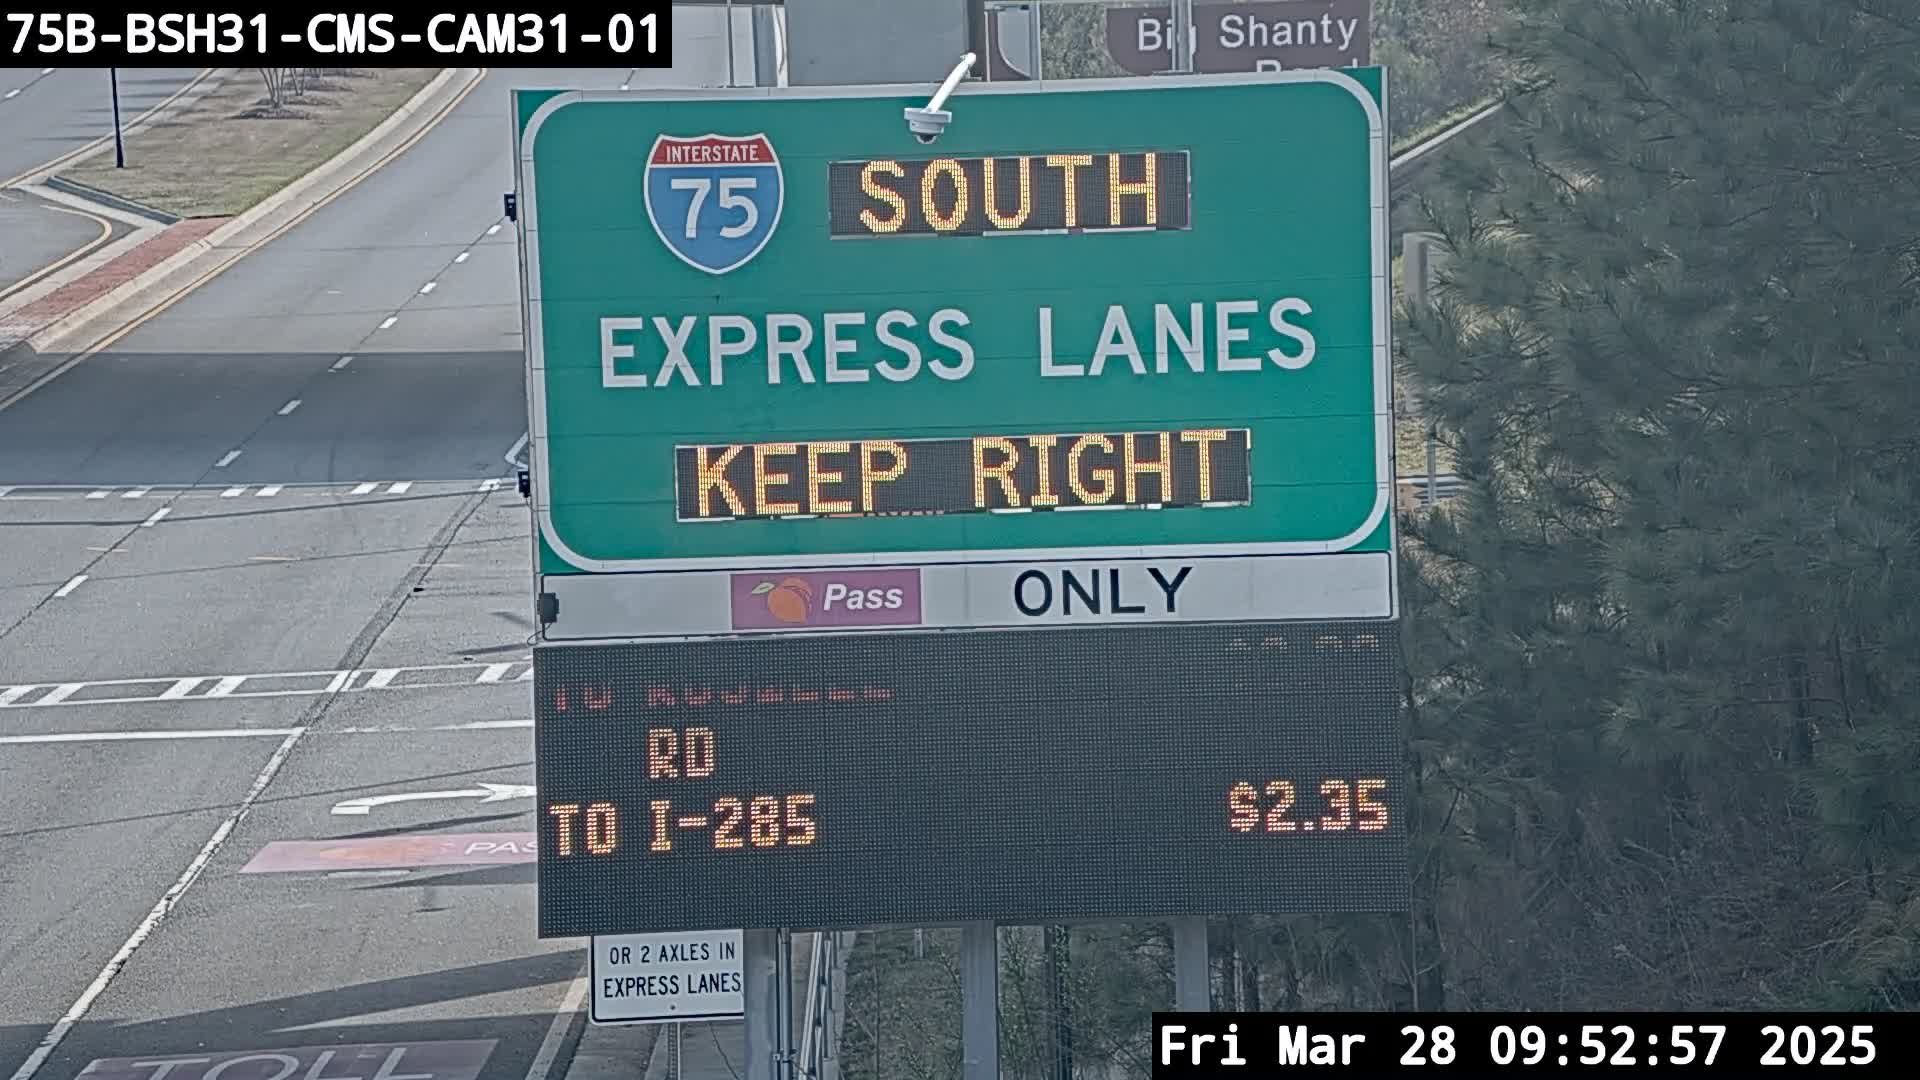 75B-BSH31-CMS-CAM31-01
Big Shanty
INTERSTATE
75
SOUTH
EXPRESS LANES
KEEP RIGHT
Pass
ONLY
RD
TO I-285 $2.35
OR 2 AXLES IN
EXPRESS LANES
TOLL
Fri Mar 28 09:52:57 2025